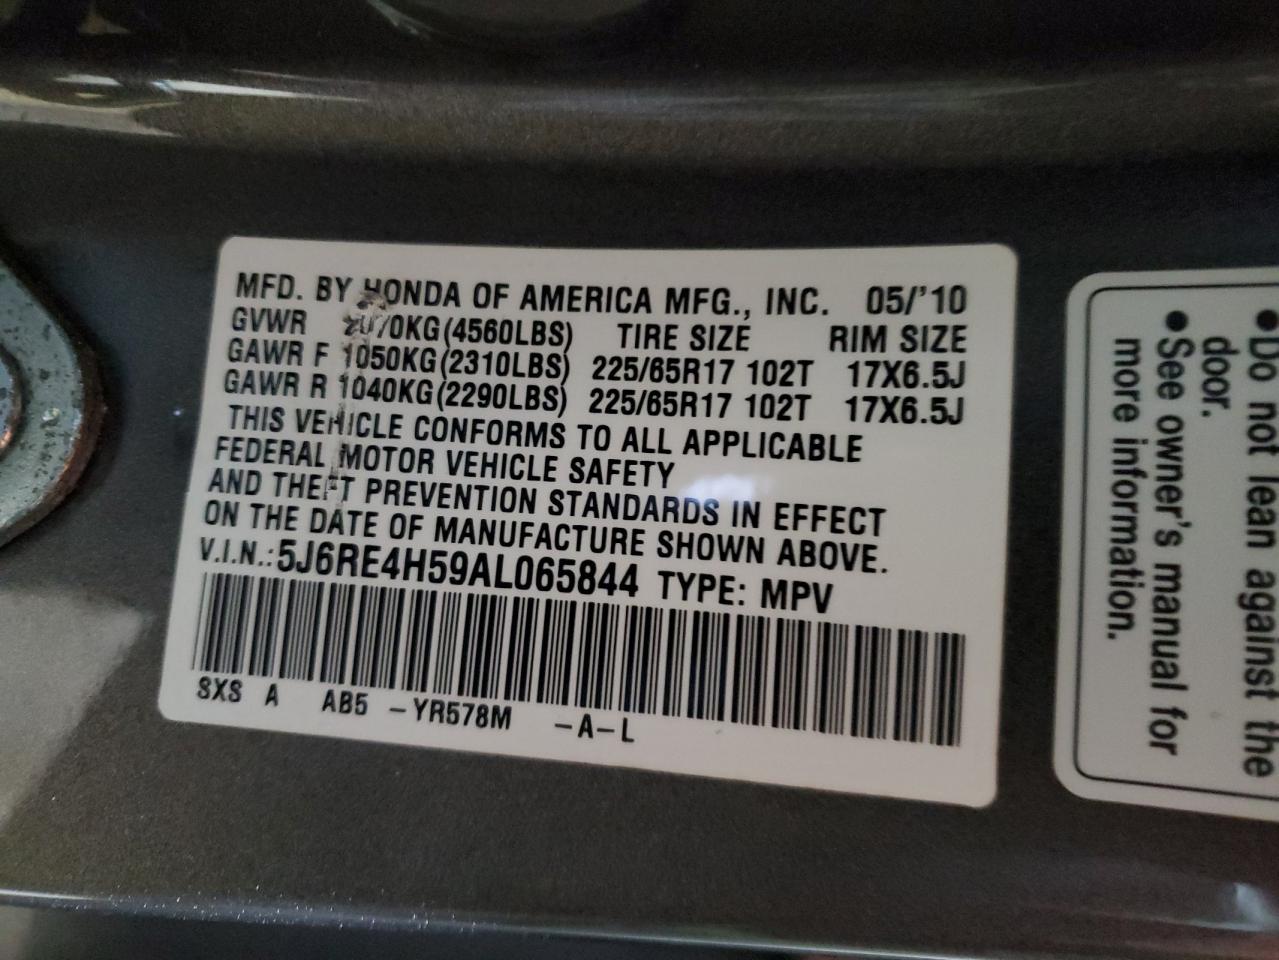 MFD. BY HONDA OF AMERICA MFG., INC. 05/'10
GVWR 2070KG(4560LBS) TIRE SIZE RIM SIZE
GAWR F 1050KG(2310LBS) 225/65R17 102T 17X6.5J
GAWR R 1040KG(2290LBS) 225/65R17 102T 17X6.5J
THIS VEHICLE CONFORMS TO ALL APPLICABLE
FEDERAL MOTOR VEHICLE SAFETY
AND THEFT PREVENTION STANDARDS IN EFFECT
ON THE DATE OF MANUFACTURE SHOWN ABOVE.
V.I.N.: 5J6RE4H59AL065844 TYPE: MPV
SXS A AB5 -YR578M -A-L
●Do not lean against the
door.
●See owner's manual for
more information.